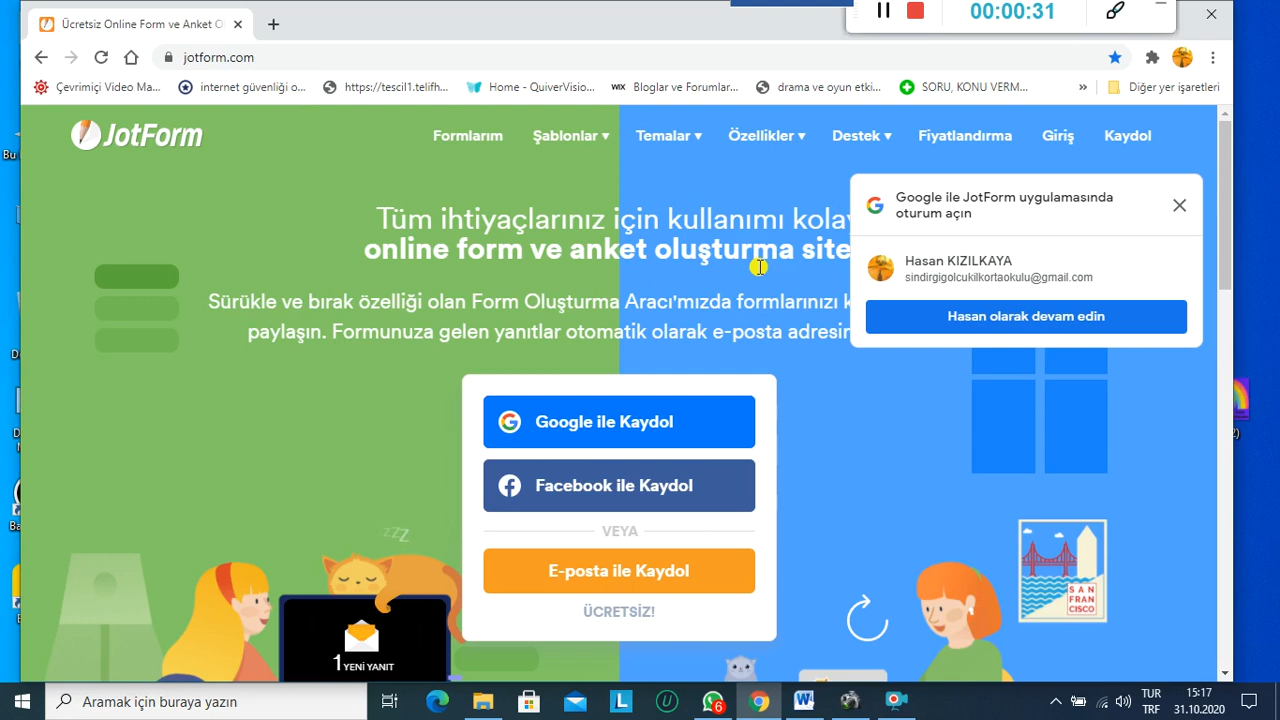 00:00:31
Ücretsiz Online Form ve Anket O
jotform.com
Çevrimiçi Video Ma...
internet güvenliği o...
https://tescil1.telifh...
Home - QuiverVisio...
WIX Bloglar ve Forumlar...
drama ve oyun etki...
SORU, KONU VERM...
»
Diğer yer işaretleri
JotForm
Formlarım
Şablonlar
Temalar
Özellikler
Destek
Fiyatlandırma
Giriş
Kaydol
Google ile JotForm uygulamasında
oturum açın
Hasan KIZILKAYA
sindirgigolcukilkortaokulu@gmail.com
Hasan olarak devam edin
Tüm ihtiyaçlarınız için kullanımı kolay
online form ve anket oluşturma site
Sürükle ve bırak özelliği olan Form Oluşturma Aracı'mızda formlarınızı k
paylaşın. Formunuza gelen yanıtlar otomatik olarak e-posta adresin
Google ile Kaydol
Facebook ile Kaydol
VEYA
E-posta ile Kaydol
ÜCRETSİZ!
zzz
1 YENİ YANIT
SAN
FRAN
CISCO
Bu
Aramak için buraya yazın
6
TUR
TRF
15:17
31.10.2020